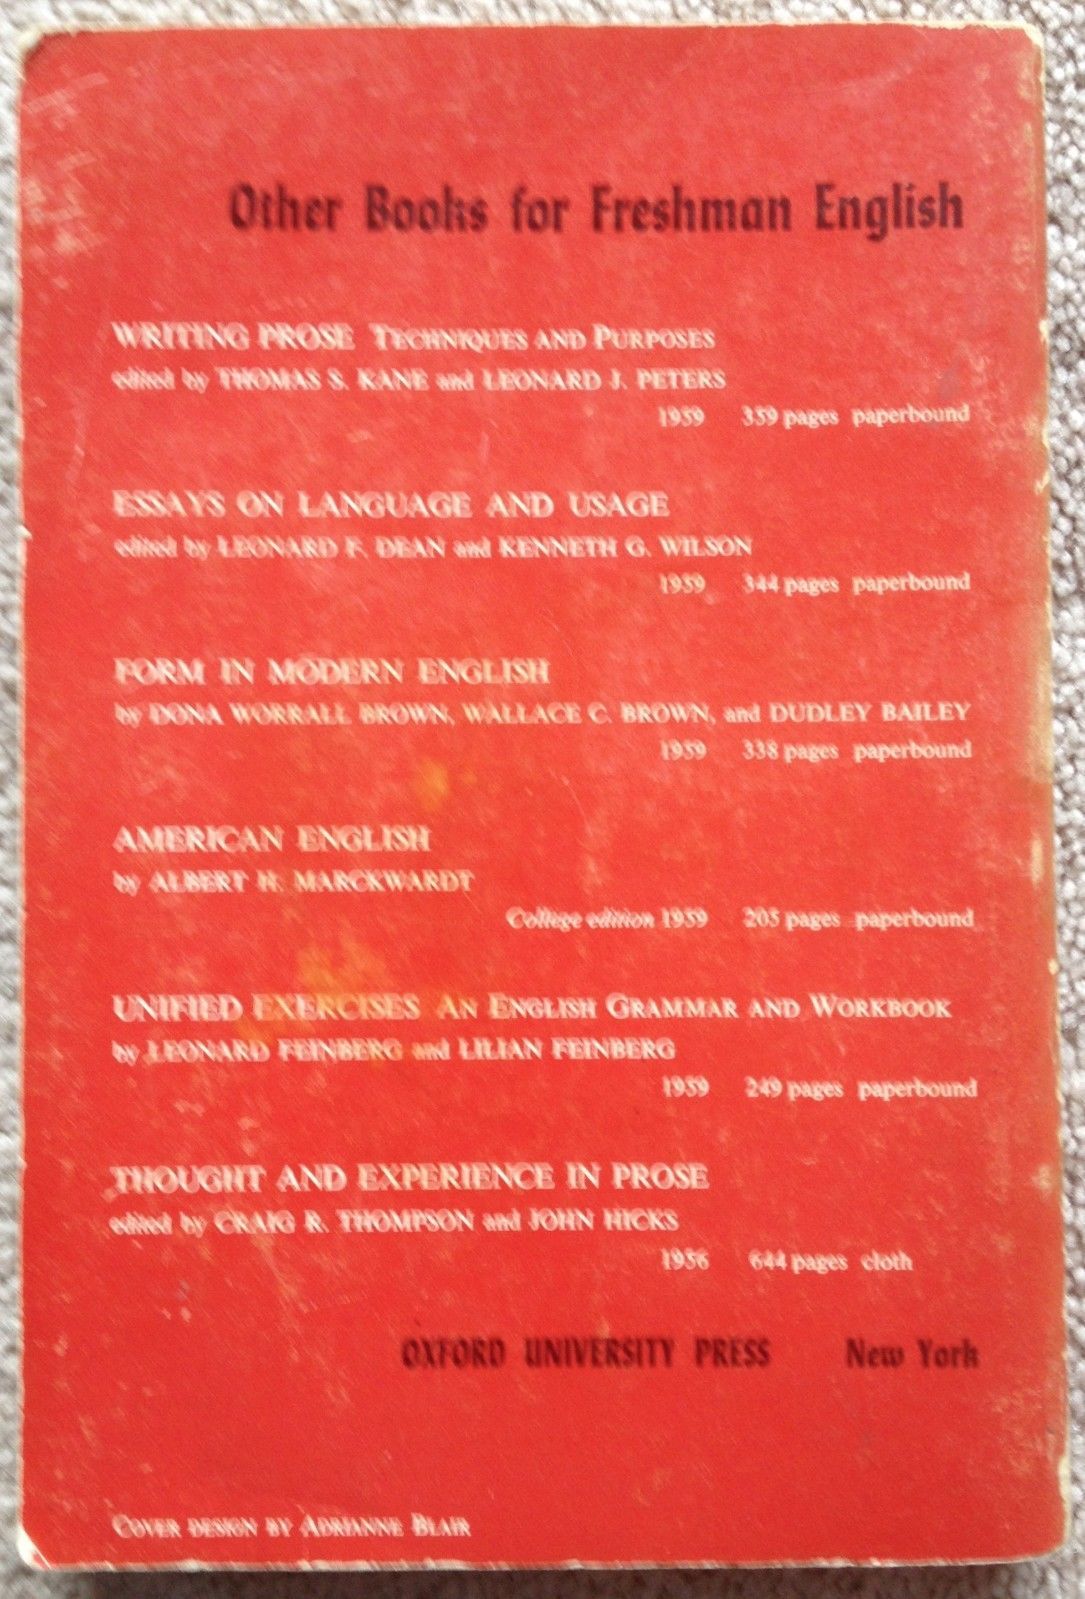 Other Books for Freshman English
WRITING PROSE TECHNIQUES AND PURPOSES
edited by THOMAS S. KANE and LEONARD J. PETERS
1959 359 pages paperbound
ESSAYS ON LANGUAGE AND USAGE
edited by LEONARD F. DEAN and KENNETH G. WILSON
1959 344 pages paperbound
FORM IN MODERN ENGLISH
by DONA WORRALL BROWN, WALLACE C. BROWN, and DUDLEY BAILEY
1959 338 pages paperbound
AMERICAN ENGLISH
by ALBERT H. MARCKWARDT
College edition 1959 205 pages paperbound
UNIFIED EXERCISES AN ENGLISH GRAMMAR AND WORKBOOK
by LEONARD FEINBERG and LILIAN FEINBERG
1959 249 pages paperbound
THOUGHT AND EXPERIENCE IN PROSE
edited by CRAIG R. THOMPSON and JOHN HICKS
1956 644 pages cloth
OXFORD UNIVERSITY PRESS New York
COVER DESIGN BY ADRIANNE BLAIR